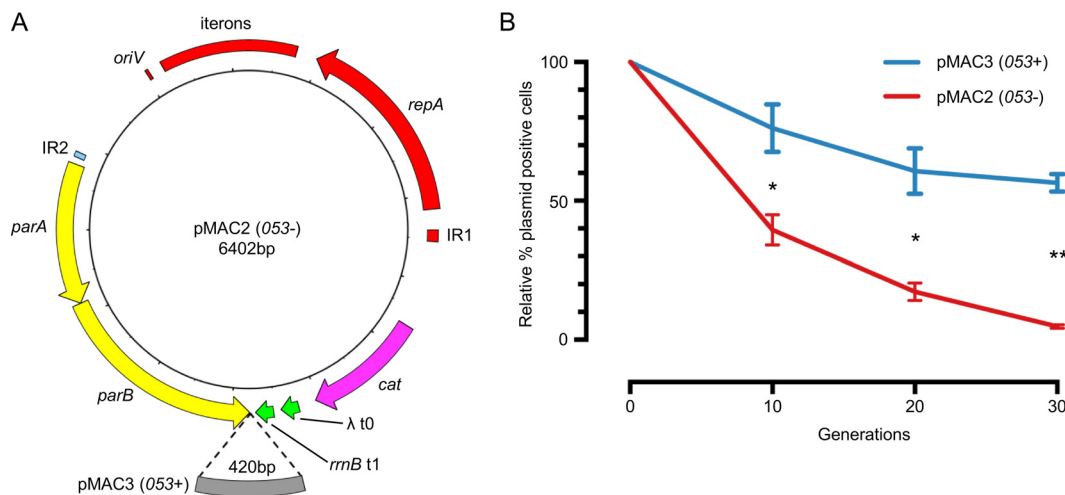 A
iterons
oriV
repA
IR2
parA
pMAC2 (053-)
6402bp
IR1
parB
cat
λ t0
rrnB t1
420bp
pMAC3 (053+)
B
Relative % plasmid positive cells
100
50
0
pMAC3 (053+)
pMAC2 (053-)
*
*
**
0 10 20 30
Generations